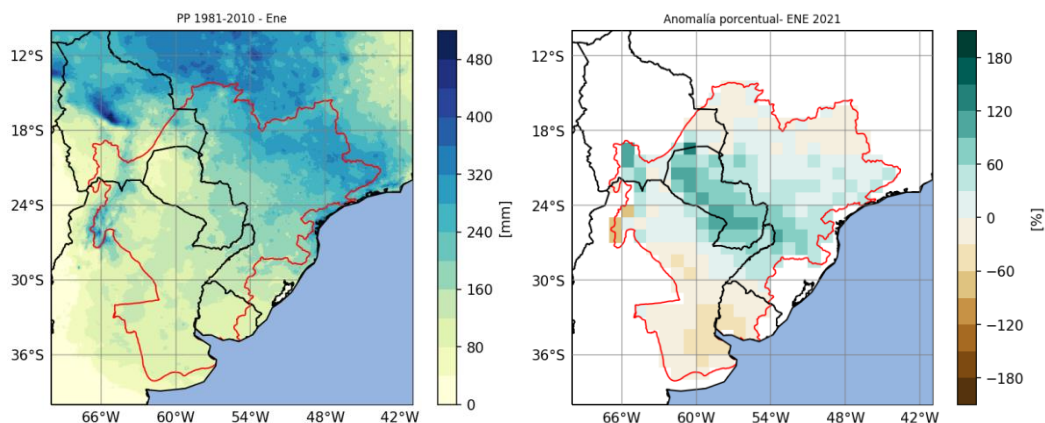 PP 1981-2010 - Ene
12°S
18°S
24°S
30°S
36°S
66°W
60°W
54°W
48°W
42°W
480
400
320
240
160
80
0
[mm]
Anomalía porcentual- ENE 2021
12°S
18°S
24°S
30°S
36°S
66°W
60°W
54°W
48°W
42°W
180
120
60
0
−60
−120
−180
[%]